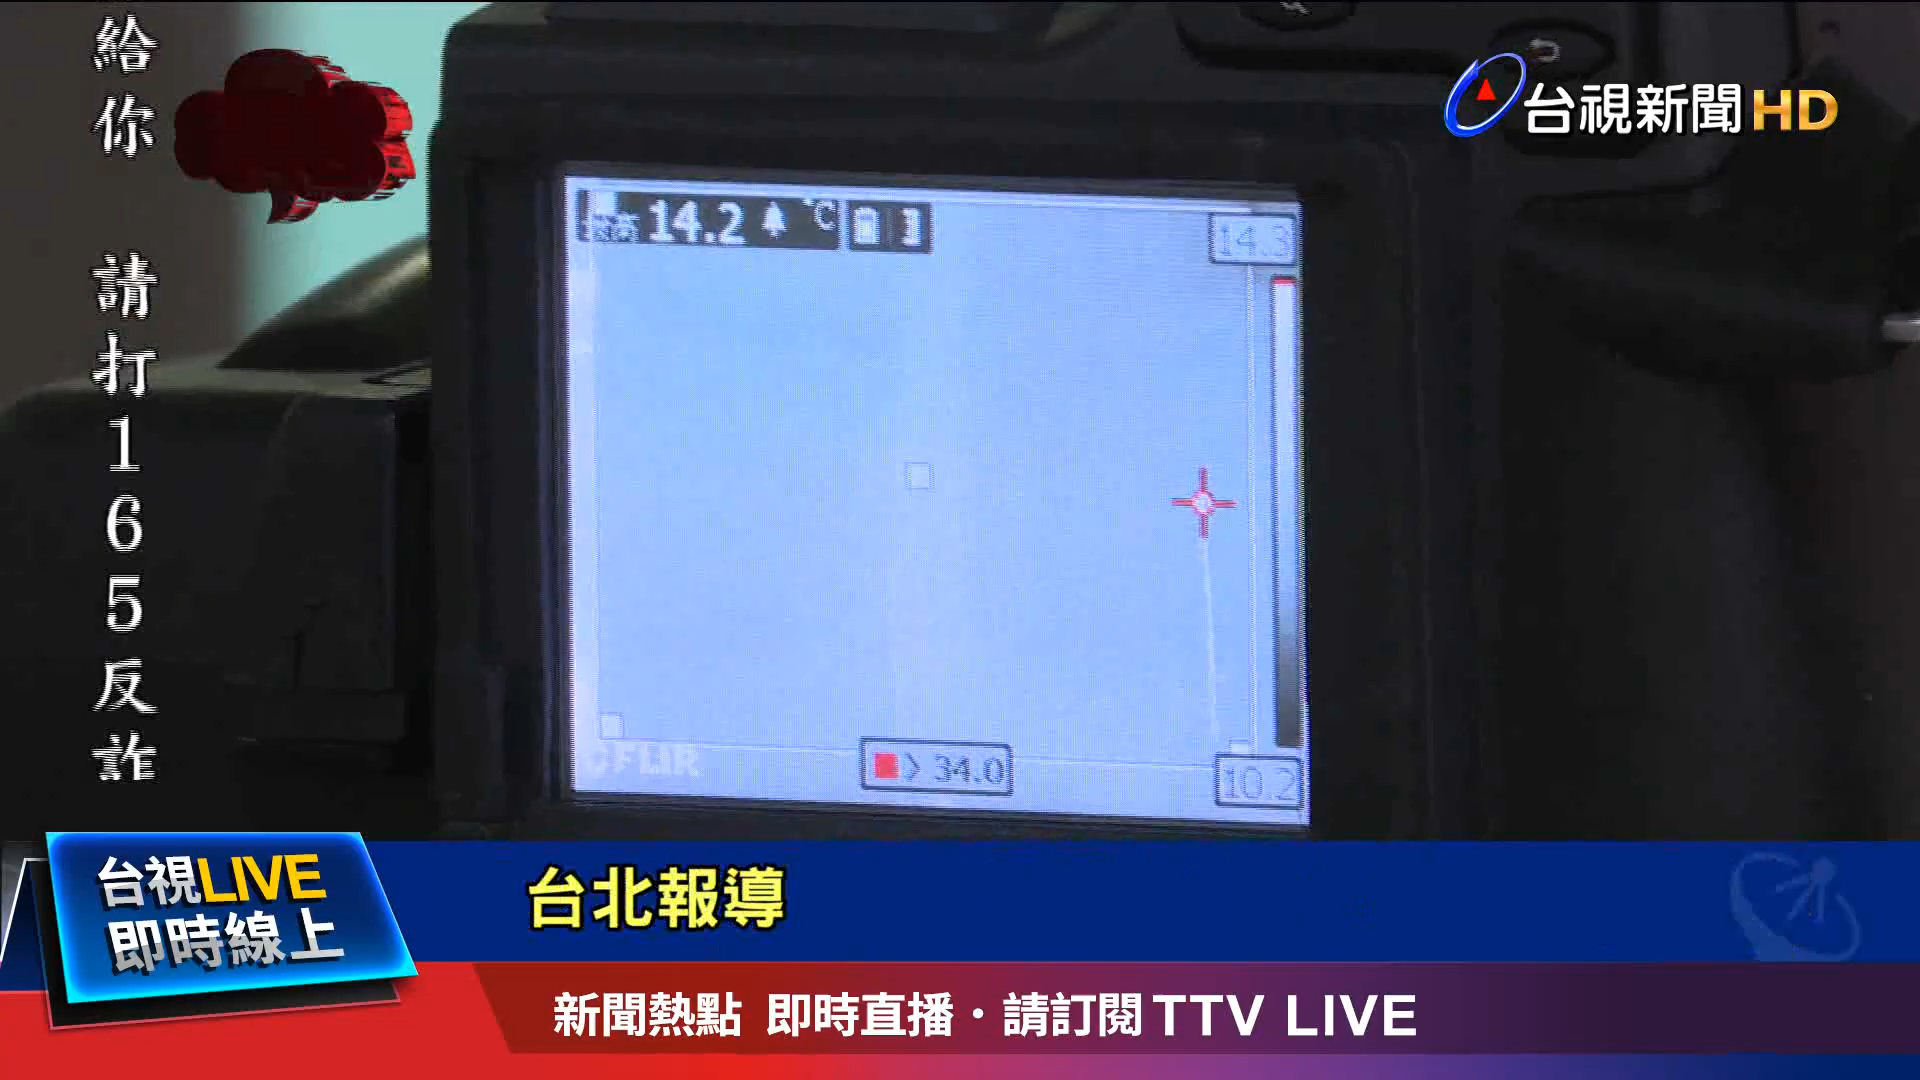 給你 請打165反詐
台視新聞HD
14.2 °C
14.3
FLIR
34.0
10.2
台視LIVE
即時線上
台北報導
新聞熱點 即時直播・請訂閱TTV LIVE